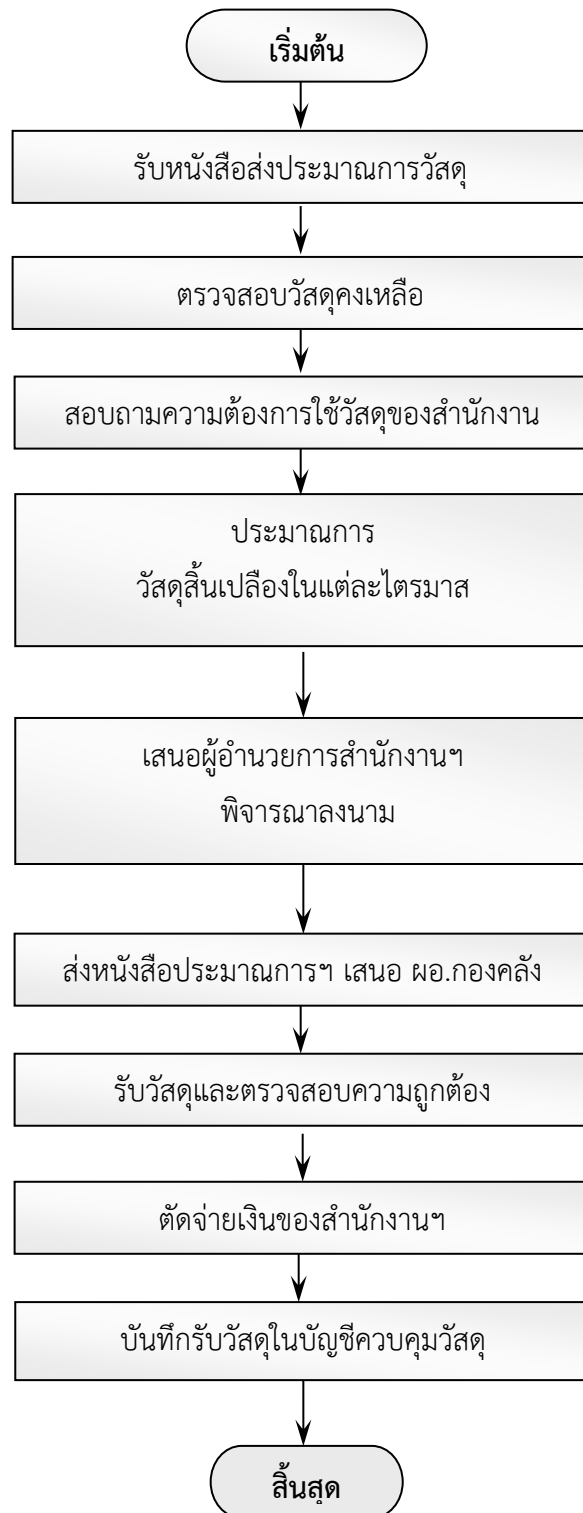 เริ่มต้น
รับหนังสือส่งประมาณการวัสดุ
ตรวจสอบวัสดุคงเหลือ
สอบถามความต้องการใช้วัสดุของสำนักงาน
ประมาณการ
วัสดุสิ้นเปลืองในแต่ละไตรมาส
เสนอผู้อำนวยการสำนักงานฯ
พิจารณาลงนาม
ส่งหนังสือประมาณการฯ เสนอ ผอ.กองคลัง
รับวัสดุและตรวจสอบความถูกต้อง
ตัดจ่ายเงินของสำนักงานฯ
บันทึกรับวัสดุในบัญชีควบคุมวัสดุ
สิ้นสุด